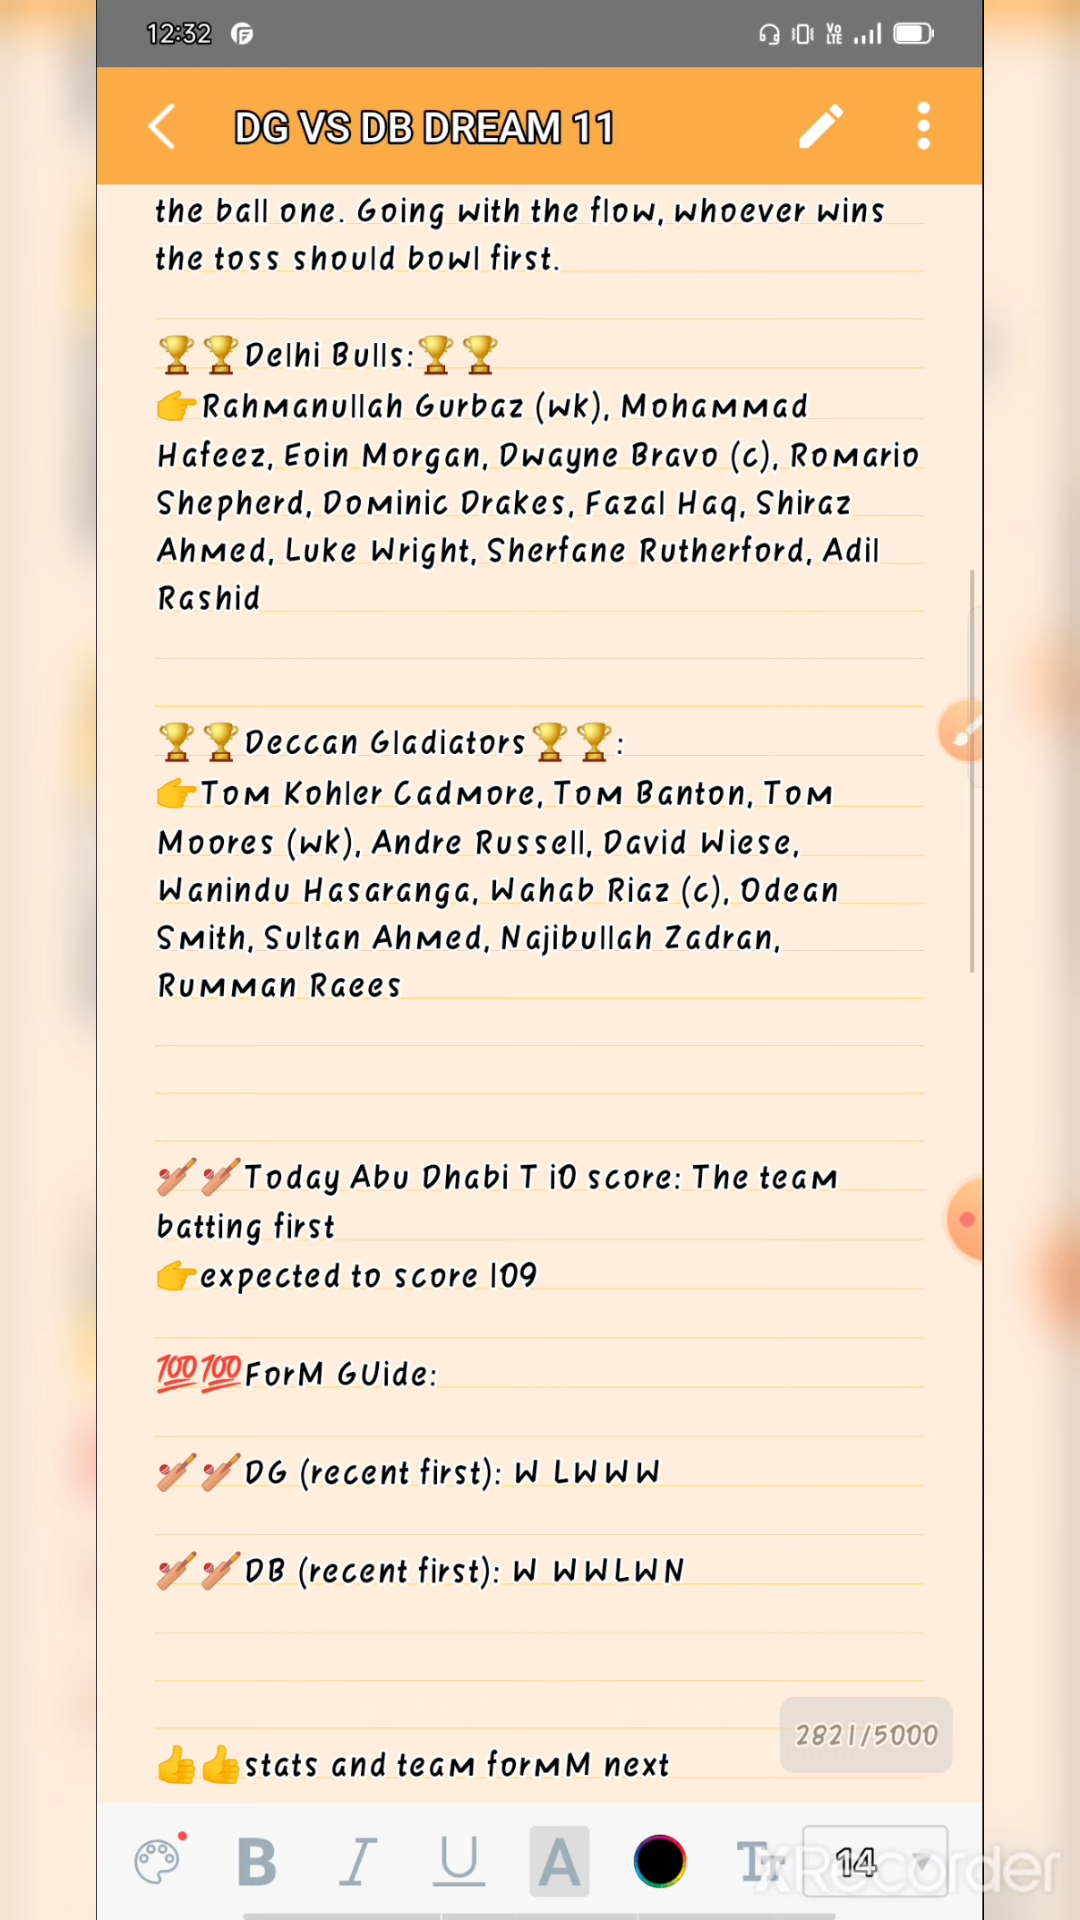 12:32
DG VS DB DREAM 11
the ball one. Going with the flow, whoever wins
the toss should bowl first.
🏆🏆Delhi Bulls:🏆🏆
👉Rahmanullah Gurbaz (wk), Mohammad
Hafeez, Eoin Morgan, Dwayne Bravo (c), Romario
Shepherd, Dominic Drakes, Fazal Haq, Shiraz
Ahmed, Luke Wright, Sherfane Rutherford, Adil
Rashid
🏆🏆Deccan Gladiators🏆🏆:
👉Tom Kohler Cadmore, Tom Banton, Tom
Moores (wk), Andre Russell, David Wiese,
Wanindu Hasaranga, Wahab Riaz (c), Odean
Smith, Sultan Ahmed, Najibullah Zadran,
Rumman Raees
🏏🏏Today Abu Dhabi T i0 score: The team
batting first
👉expected to score 109
💯💯ForM GUide:
🏏🏏DG (recent first): W LWWW
🏏🏏DB (recent first): W WWLWN
2821/5000
👍👍stats and team formM next
B I U A Tт 14
XRecorder